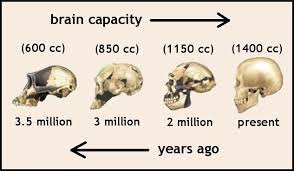 brain capacity
(600 cc) (850 cc) (1150 cc) (1400 cc)
3.5 million 3 million 2 million present
years ago